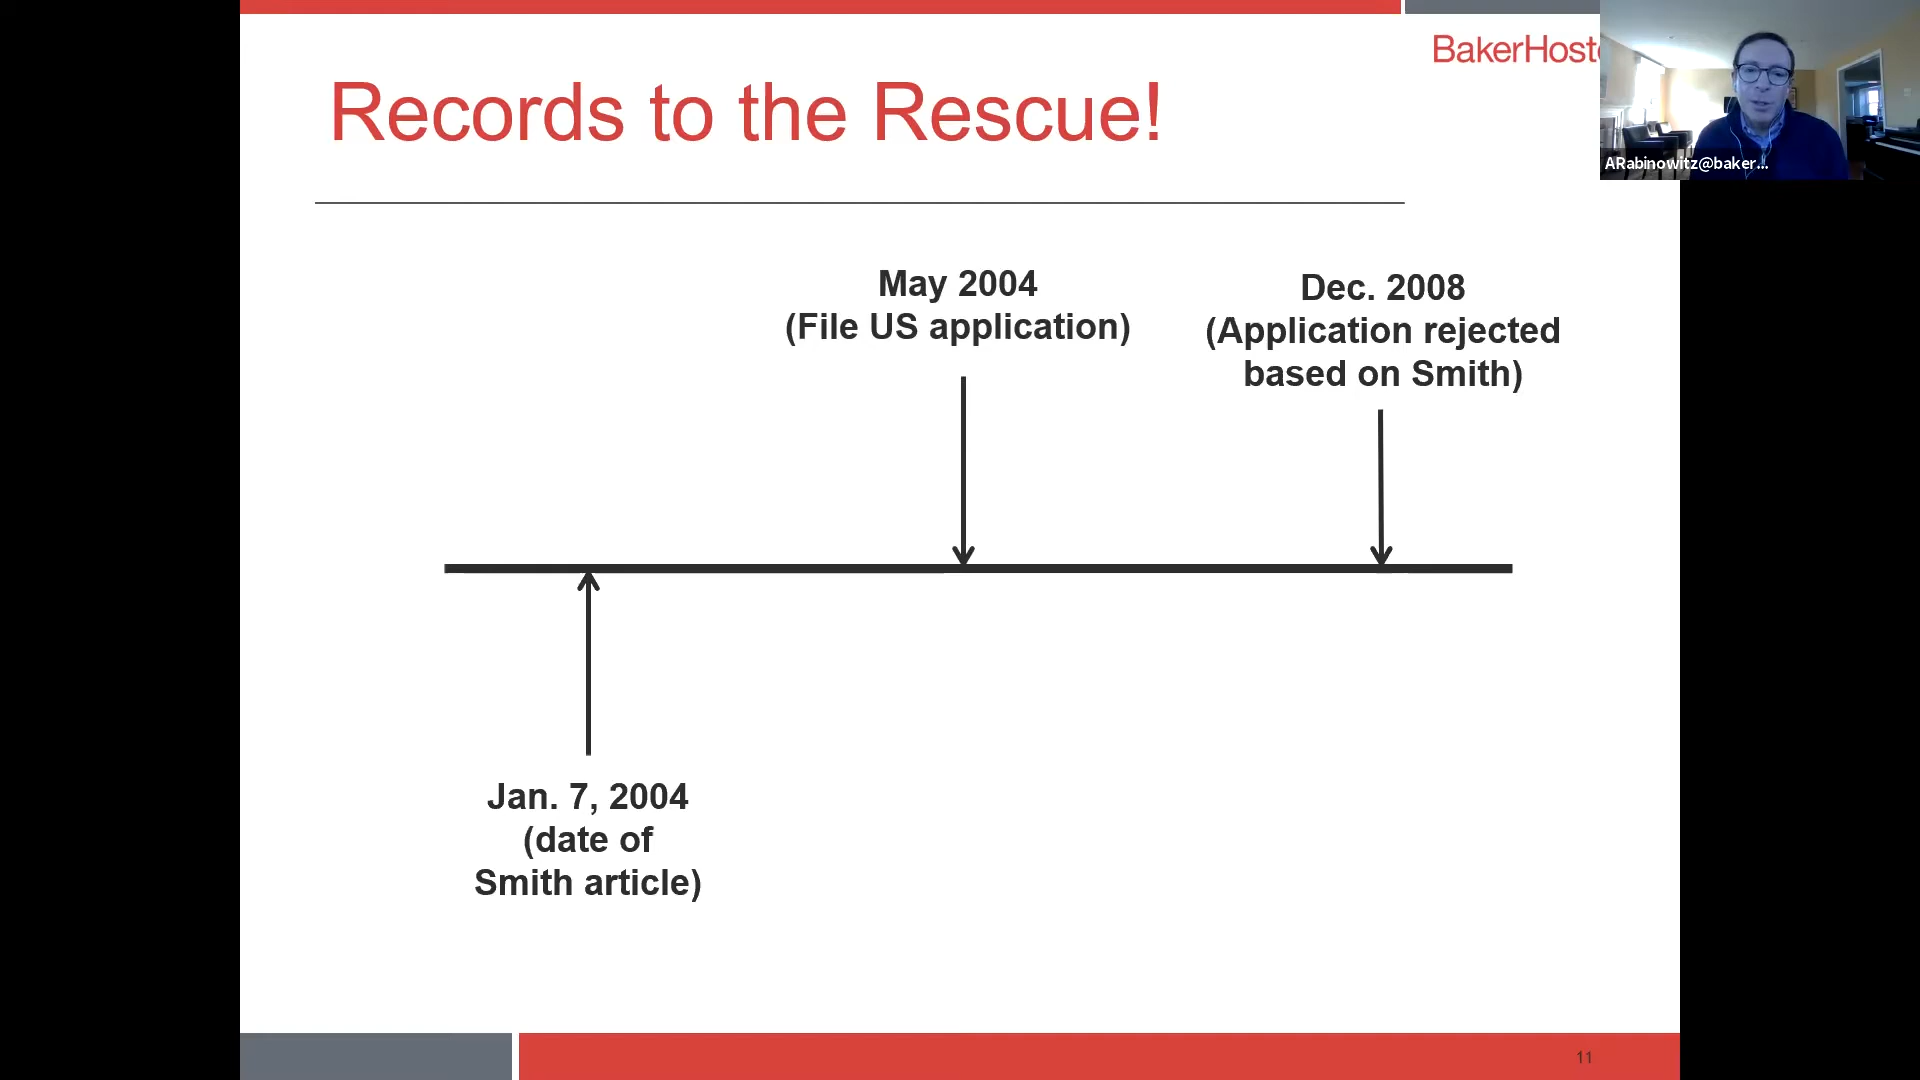 BakerHoste
Records to the Rescue!
ARabinowitz@baker...
May 2004
(File US application)
Dec. 2008
(Application rejected
based on Smith)
Jan. 7, 2004
(date of
Smith article)
11